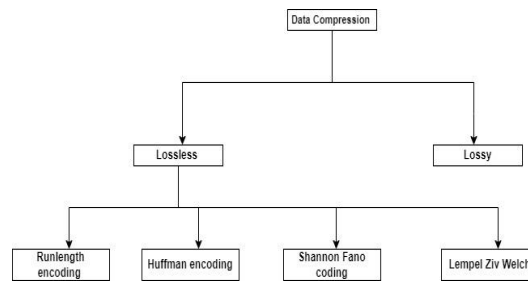 Data Compression
Lossless
Lossy
Runlength
encoding
Huffman encoding
Shannon Fano
coding
Lempel Ziv Welch